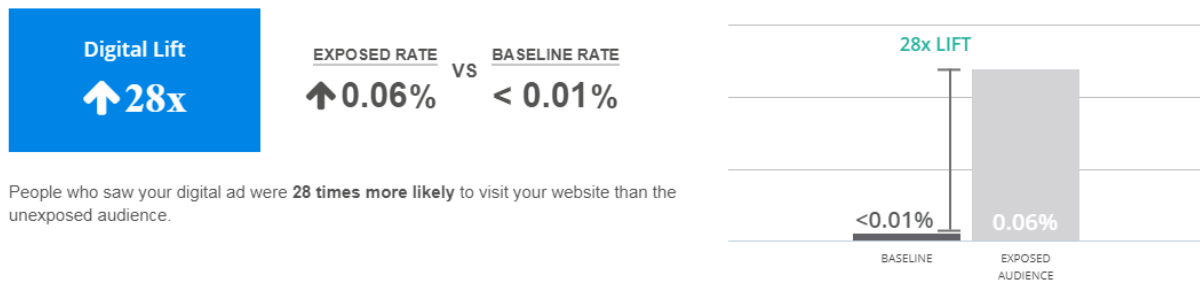 Digital Lift
28x
EXPOSED RATE
0.06%
VS
BASELINE RATE
< 0.01%
People who saw your digital ad were 28 times more likely to visit your website than the
unexposed audience.
28x LIFT
<0.01%
0.06%
BASELINE
EXPOSED
AUDIENCE